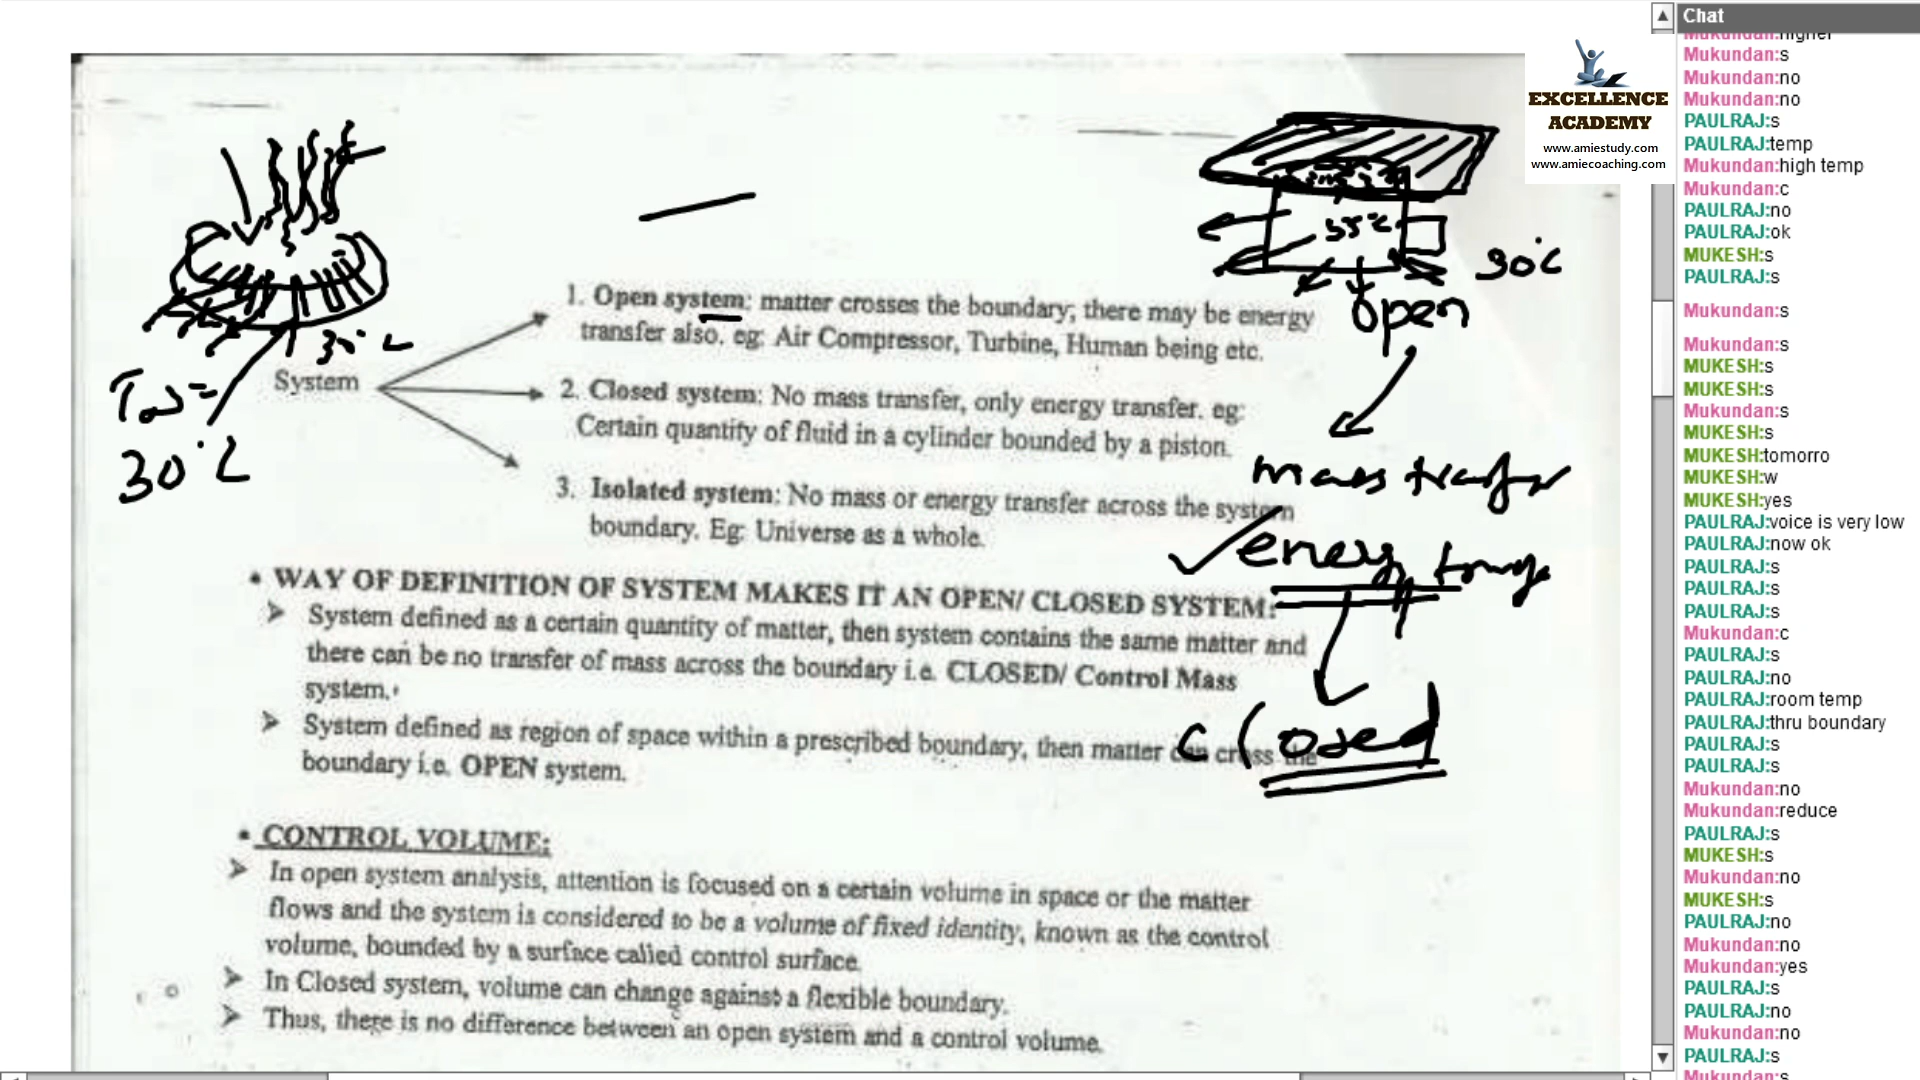 Chat
EXCELLENCE
ACADEMY
www.amiestudy.com
www.amiecoaching.com
35°C
30°C
open
30°C
30°C
System
1. Open system: matter crosses the boundary; there may be energy
transfer also. eg: Air Compressor, Turbine, Human being etc.
2. Closed system: No mass transfer, only energy transfer. eg:
Certain quantity of fluid in a cylinder bounded by a piston.
3. Isolated system: No mass or energy transfer across the system
boundary. Eg: Universe as a whole.
mass
energy
closed
• WAY OF DEFINITION OF SYSTEM MAKES IT AN OPEN/ CLOSED SYSTEM:
➢ System defined as a certain quantity of matter, then system contains the same matter and
there can be no transfer of mass across the boundary i.e. CLOSED/ Control Mass
system.
➢ System defined as region of space within a prescribed boundary, then matter can cross the
boundary i.e. OPEN system.
• CONTROL VOLUME:
➢ In open system analysis, attention is focused on a certain volume in space or the matter
flows and the system is considered to be a volume of fixed identity, known as the control
volume, bounded by a surface called control surface.
➢ In Closed system, volume can change against a flexible boundary.
➢ Thus, there is no difference between an open system and a control volume.
Mukundan:higher
Mukundan:s
Mukundan:no
Mukundan:no
PAULRAJ:s
PAULRAJ:temp
Mukundan:high temp
Mukundan:c
PAULRAJ:no
PAULRAJ:ok
MUKESH:s
PAULRAJ:s
Mukundan:s
Mukundan:s
MUKESH:s
MUKESH:s
Mukundan:s
MUKESH:s
MUKESH:tomorro
MUKESH:w
MUKESH:yes
PAULRAJ:voice is very low
PAULRAJ:now ok
PAULRAJ:s
PAULRAJ:s
PAULRAJ:s
Mukundan:c
PAULRAJ:s
PAULRAJ:no
PAULRAJ:room temp
PAULRAJ:thru boundary
PAULRAJ:s
PAULRAJ:s
Mukundan:no
Mukundan:reduce
PAULRAJ:s
MUKESH:s
Mukundan:no
MUKESH:s
PAULRAJ:no
Mukundan:no
Mukundan:yes
PAULRAJ:s
PAULRAJ:no
Mukundan:no
PAULRAJ:s
Mukundan:s